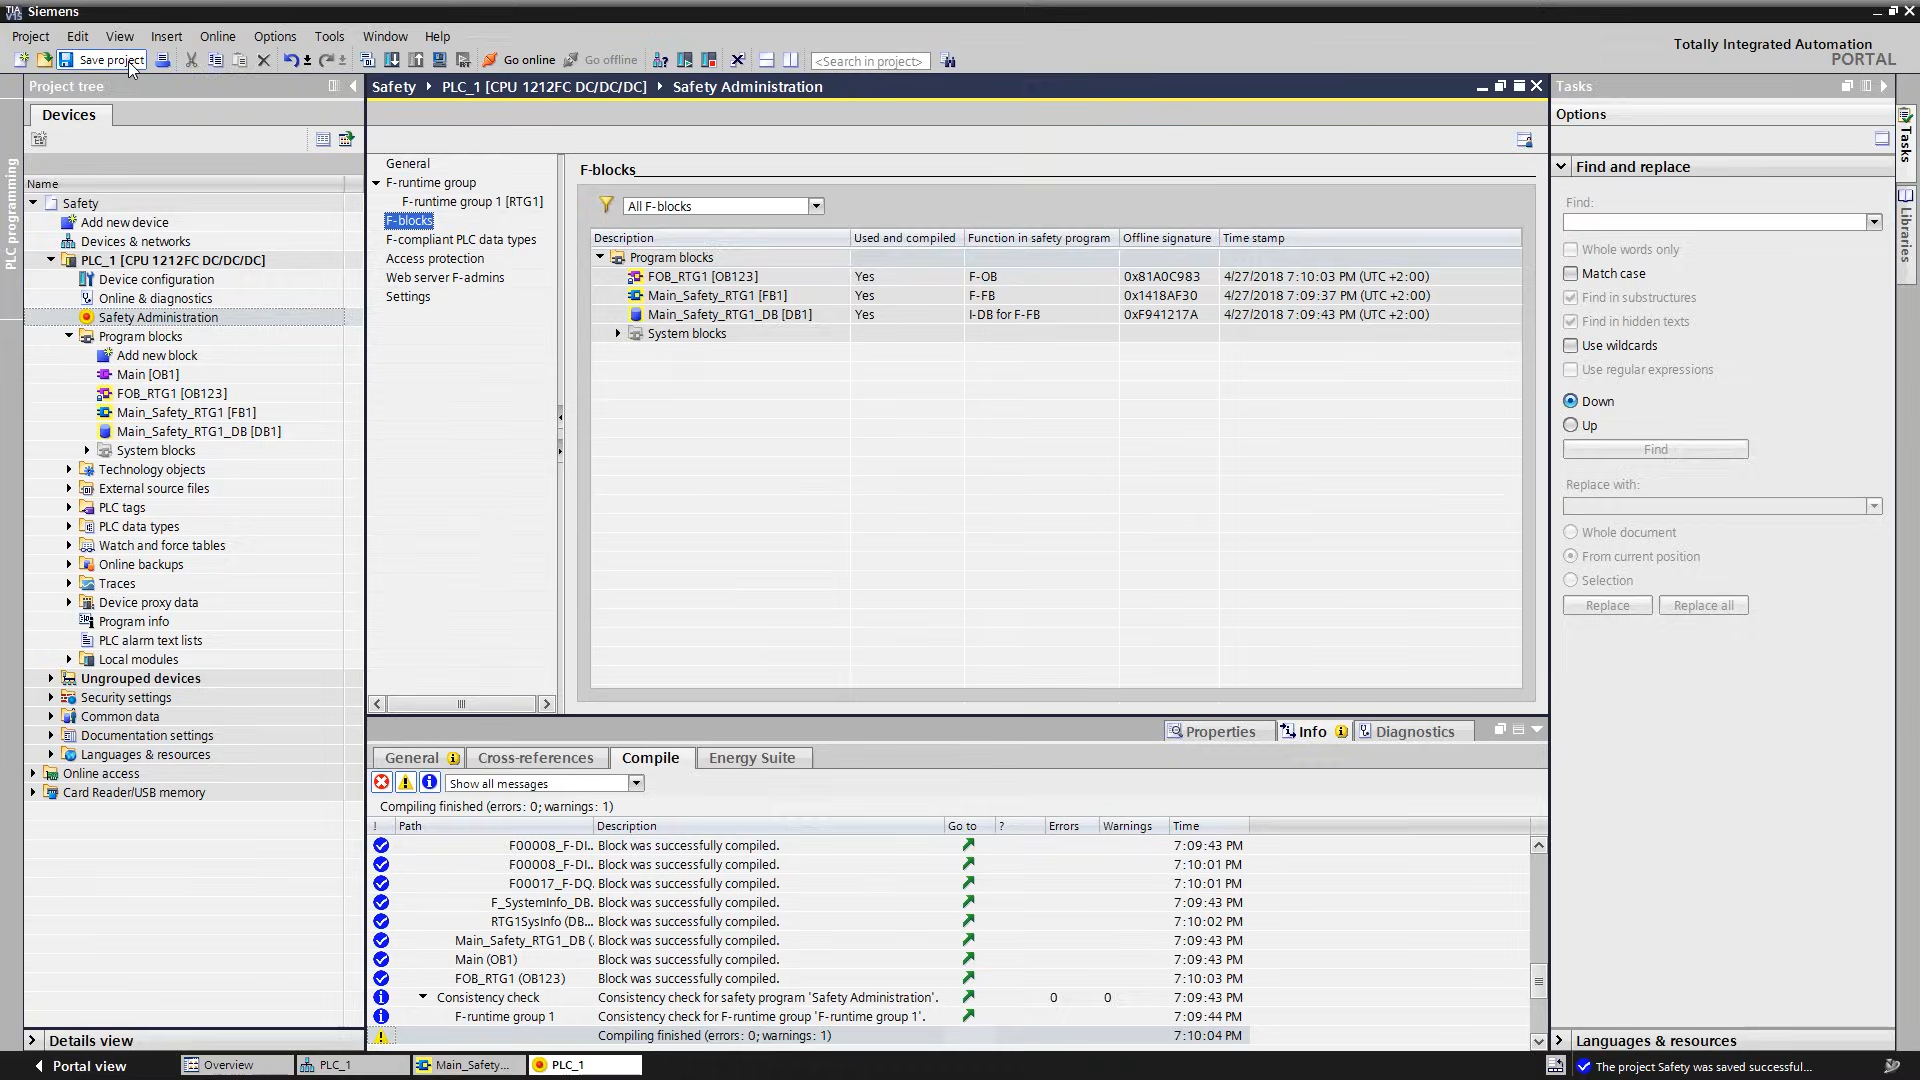 Siemens
Project Edit View Insert Online Options Tools Window Help
Totally Integrated Automation
PORTAL
Save project
Go online
Go offline
<Search in project>
Project tree
Devices
PLC programming
Name
Safety
Add new device
Devices & networks
PLC_1 [CPU 1212FC DC/DC/DC]
Device configuration
Online & diagnostics
Safety Administration
Program blocks
Add new block
Main [OB1]
FOB_RTG1 [OB123]
Main_Safety_RTG1 [FB1]
Main_Safety_RTG1_DB [DB1]
System blocks
Technology objects
External source files
PLC tags
PLC data types
Watch and force tables
Online backups
Traces
Device proxy data
Program info
PLC alarm text lists
Local modules
Ungrouped devices
Security settings
Common data
Documentation settings
Languages & resources
Online access
Card Reader/USB memory
Details view
Safety PLC_1 [CPU 1212FC DC/DC/DC] Safety Administration
General
F-runtime group
F-runtime group 1 [RTG1]
F-blocks
F-compliant PLC data types
Access protection
Web server F-admins
Settings
F-blocks
All F-blocks
Description Used and compiled Function in safety program Offline signature Time stamp
Program blocks
FOB_RTG1 [OB123] Yes F-OB 0x81A0C983 4/27/2018 7:10:03 PM (UTC +2:00)
Main_Safety_RTG1 [FB1] Yes F-FB 0x1418AF30 4/27/2018 7:09:37 PM (UTC +2:00)
Main_Safety_RTG1_DB [DB1] Yes I-DB for F-FB 0xF941217A 4/27/2018 7:09:43 PM (UTC +2:00)
System blocks
Properties Info Diagnostics
General Cross-references Compile Energy Suite
Show all messages
Compiling finished (errors: 0; warnings: 1)
! Path Description Go to ? Errors Warnings Time
F00008_F-DI.. Block was successfully compiled. 7:09:43 PM
F00008_F-DI.. Block was successfully compiled. 7:10:01 PM
F00017_F-DQ. Block was successfully compiled. 7:10:01 PM
F_SystemInfo_DB. Block was successfully compiled. 7:09:43 PM
RTG1SysInfo (DB... Block was successfully compiled. 7:10:02 PM
Main_Safety_RTG1_DB (. Block was successfully compiled. 7:09:43 PM
Main (OB1) Block was successfully compiled. 7:09:43 PM
FOB_RTG1 (OB123) Block was successfully compiled. 7:10:03 PM
Consistency check Consistency check for safety program 'Safety Administration'. 0 0 7:09:43 PM
F-runtime group 1 Consistency check for F-runtime group 'F-runtime group 1'. 7:09:44 PM
Compiling finished (errors: 0; warnings: 1) 7:10:04 PM
Tasks
Options
Find and replace
Find:
Whole words only
Match case
Find in substructures
Find in hidden texts
Use wildcards
Use regular expressions
Down
Up
Find
Replace with:
Whole document
From current position
Selection
Replace Replace all
Languages & resources
Tasks
Libraries
Portal view Overview PLC_1 Main_Safety... PLC_1
The project Safety was saved successful...